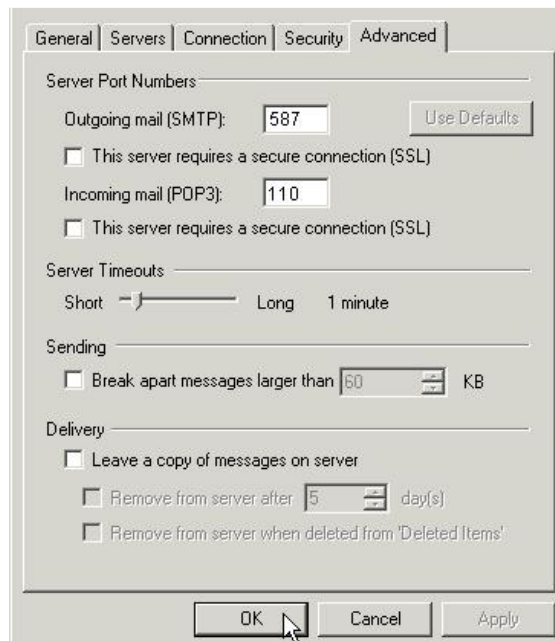 General Servers Connection Security Advanced
Server Port Numbers
Outgoing mail (SMTP): 587 Use Defaults
This server requires a secure connection (SSL)
Incoming mail (POP3): 110
This server requires a secure connection (SSL)
Server Timeouts
Short Long 1 minute
Sending
Break apart messages larger than 60 KB
Delivery
Leave a copy of messages on server
Remove from server after 5 day(s)
Remove from server when deleted from 'Deleted Items'
OK Cancel Apply